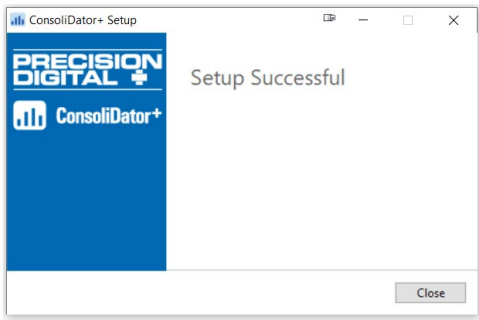 ConsoliDator+ Setup
PRECISION
DIGITAL
ConsoliDator+
Setup Successful
Close